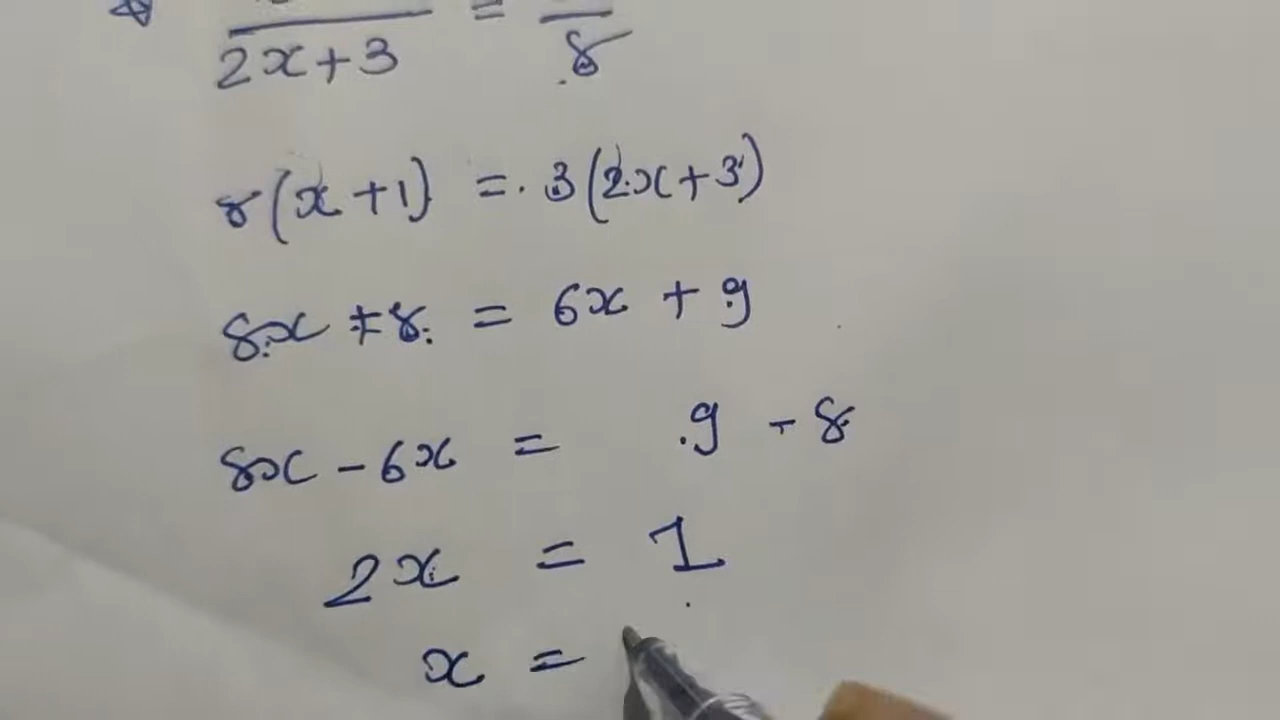 2x+3 = 8
8(x+1) = 3(2x+3)
8x + 8 = 6x + 9
8x - 6x = 9 - 8
2x = 1
x =